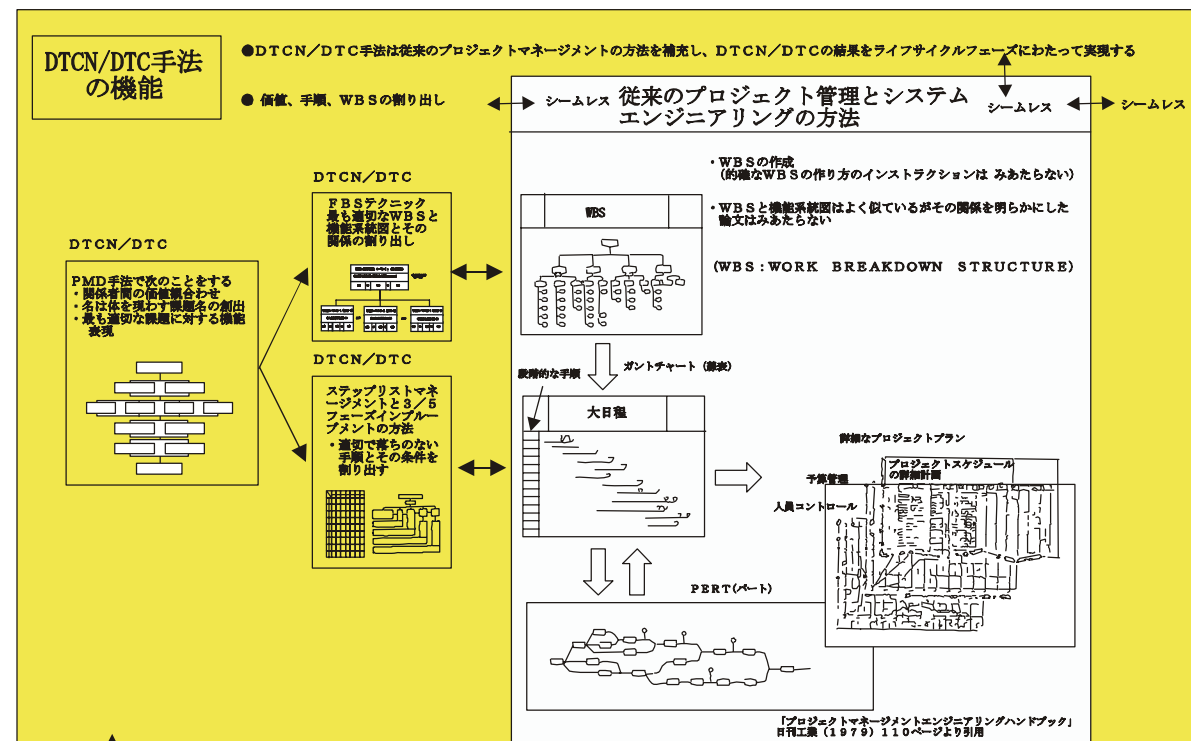 DTCN/DTC手法
の機能
●DTCN/DTC手法は従来のプロジェクトマネージメントの方法を補充し、DTCN/DTCの結果をライフサイクルフェーズにわたって実現する
● 価値、手順、WBSの割り出し
シームレス
従来のプロジェクト管理とシステム
エンジニアリングの方法
シームレス
シームレス
・WBSの作成
(的確なWBSの作り方のインストラクションは みあたらない)
・WBSと機能系統図はよく似ているがその関係を明らかにした
論文はみあたらない
(WBS:WORK BREAKDOWN STRUCTURE)
DTCN/DTC
PMD手法で次のことをする
・関係者間の価値観合わせ
・名は体を現わす課題名の創出
・最も適切な課題に対する機能
表現
DTCN/DTC
FBSテクニック
最も適切なWBSと
機能系統図とその
関係の割り出し
DTCN/DTC
ステップリストマネ
ージメントと3/5
フェーズインプルー
ブメントの方法
・適切で落ちのない
手順とその条件を
割り出す
WBS
段階的な手順
ガントチャート(線表)
大日程
詳細なプロジェクトプラン
プロジェクトスケジュール
の詳細計画
予算管理
人員コントロール
PERT(パート)
「プロジェクトマネージメントエンジニアリングハンドブック」
日刊工業(1979)110ページより引用